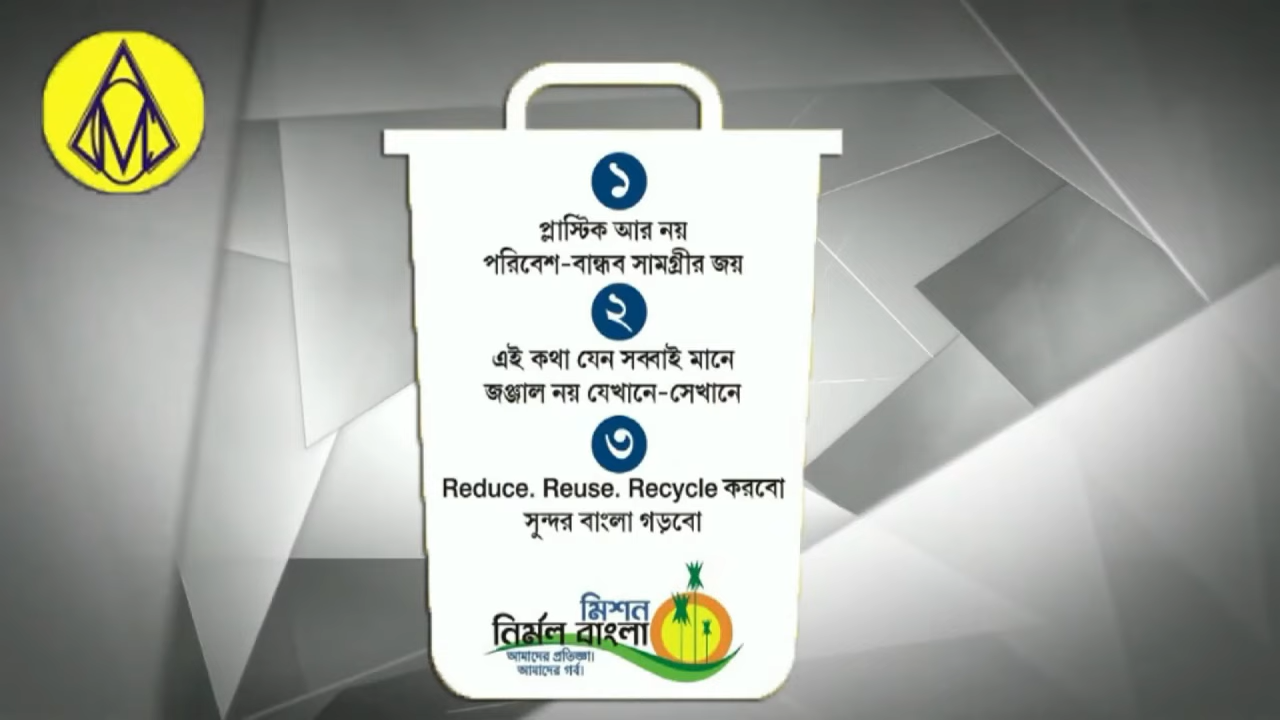 ১
প্লাস্টিক আর নয়
পরিবেশ-বান্ধব সামগ্রীর জয়
২
এই কথা যেন সব্বাই মানে
জঞ্জাল নয় যেখানে-সেখানে
৩
Reduce. Reuse. Recycle করবো
সুন্দর বাংলা গড়বো
মিশন
নির্মল বাংলা
আমাদের প্রতিজ্ঞা।
আমাদের গর্ব।